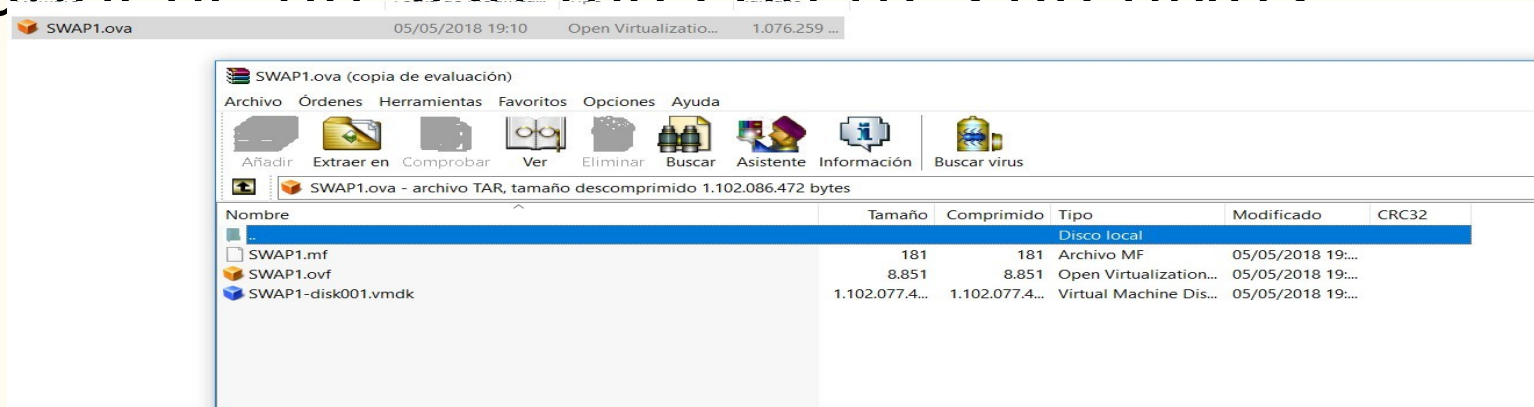 SWAP1.ova 05/05/2018 19:10 Open Virtualizatio... 1.076.259 ...
SWAP1.ova (copia de evaluación)
Archivo Órdenes Herramientas Favoritos Opciones Ayuda
Añadir Extraer en Comprobar Ver Eliminar Buscar Asistente Información Buscar virus
SWAP1.ova - archivo TAR, tamaño descomprimido 1.102.086.472 bytes
Nombre Tamaño Comprimido Tipo Modificado CRC32
.. Disco local
SWAP1.mf 181 181 Archivo MF 05/05/2018 19:...
SWAP1.ovf 8.851 8.851 Open Virtualization... 05/05/2018 19:...
SWAP1-disk001.vmdk 1.102.077.4... 1.102.077.4... Virtual Machine Dis... 05/05/2018 19:...